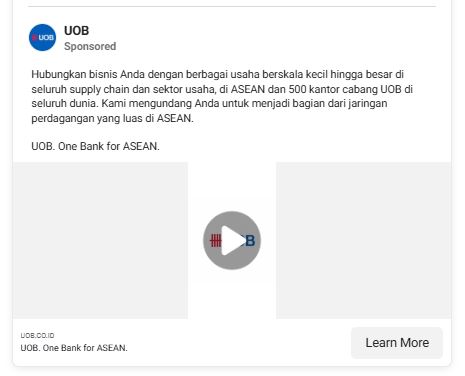 UOB
UOB
Sponsored
Hubungkan bisnis Anda dengan berbagai usaha berskala kecil hingga besar di
seluruh supply chain dan sektor usaha, di ASEAN dan 500 kantor cabang UOB di
seluruh dunia. Kami mengundang Anda untuk menjadi bagian dari jaringan
perdagangan yang luas di ASEAN.
UOB. One Bank for ASEAN.
B
UOB.CO.ID
UOB. One Bank for ASEAN.
Learn More